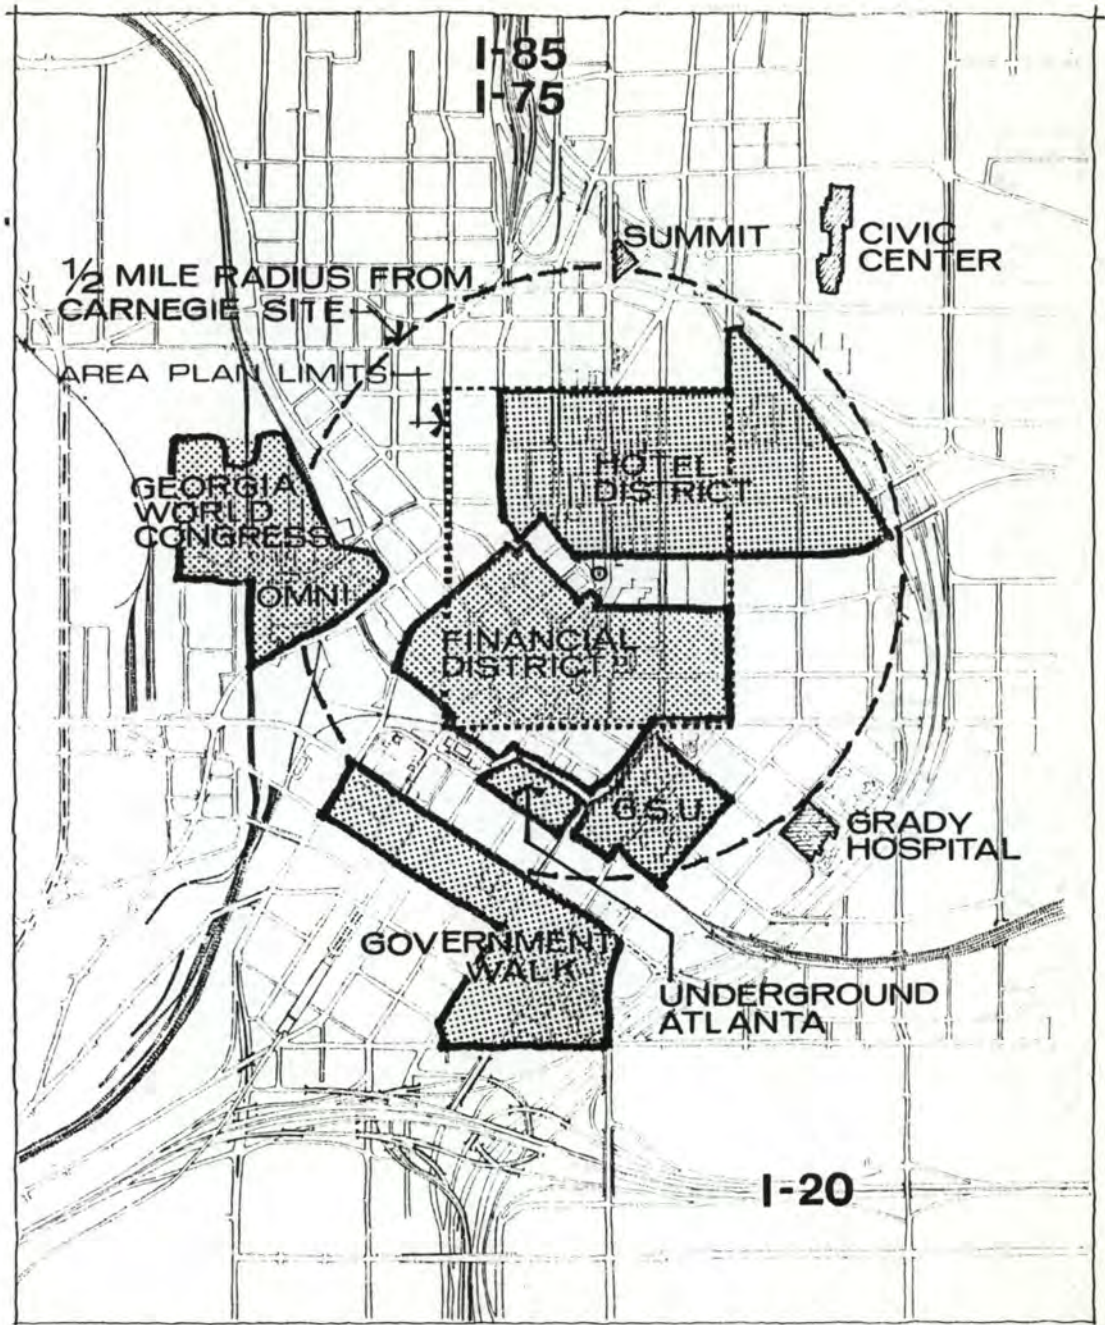 I-85
I-75
SUMMIT
CIVIC
CENTER
½ MILE RADIUS FROM
CARNEGIE SITE
AREA PLAN LIMITS
HOTEL
DISTRICT
GEORGIA
WORLD
CONGRESS
OMNI
FINANCIAL
DISTRICT
G.S.U.
GRADY
HOSPITAL
GOVERNMENT
WALK
UNDERGROUND
ATLANTA
I-20